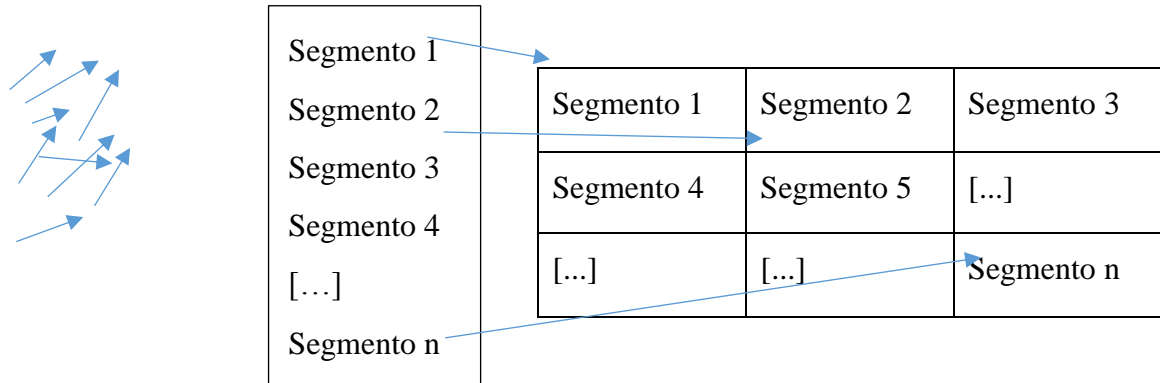 Segmento 1
Segmento 2
Segmento 3
Segmento 4
[…]
Segmento n
Segmento 1 Segmento 2 Segmento 3
Segmento 4 Segmento 5 [...]
[...] [...] Segmento n